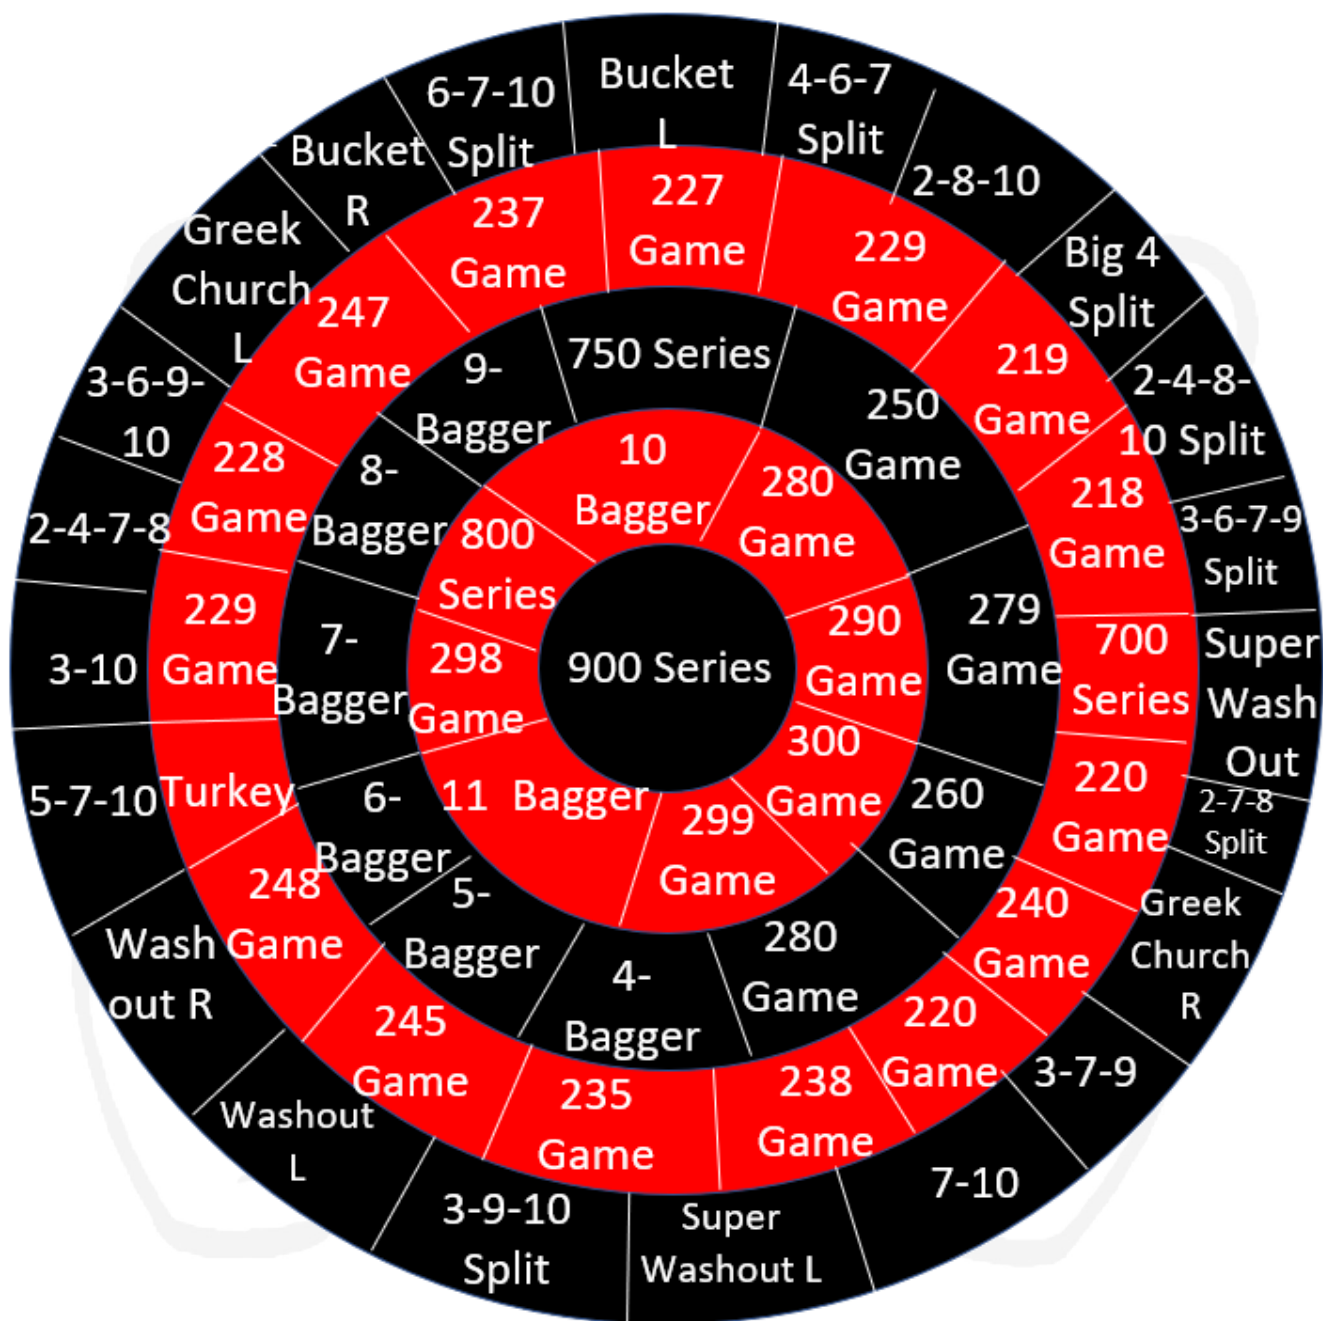 Bucket
L
4-6-7
Split
2-8-10
Big 4
Split
2-4-8-
10 Split
3-6-7-9
Split
Super
Wash
Out
2-7-8
Split
Greek
Church
R
3-7-9
7-10
Super
Washout L
3-9-10
Split
Washout
L
Wash
out R
5-7-10
3-10
2-4-7-8
3-6-9-
10
Greek
Church
L
Bucket
R
6-7-10
Split
227
Game
229
Game
219
Game
218
Game
700
Series
220
Game
240
Game
220
Game
238
Game
235
Game
245
Game
248
Game
Turkey
229
Game
228
Game
247
Game
237
Game
750 Series
250
Game
279
Game
260
Game
280
Game
4-
Bagger
5-
Bagger
6-
Bagger
7-
Bagger
8-
Bagger
9-
Bagger
10
Bagger
280
Game
290
Game
300
Game
299
Game
11 Bagger
298
Game
800
Series
900 Series